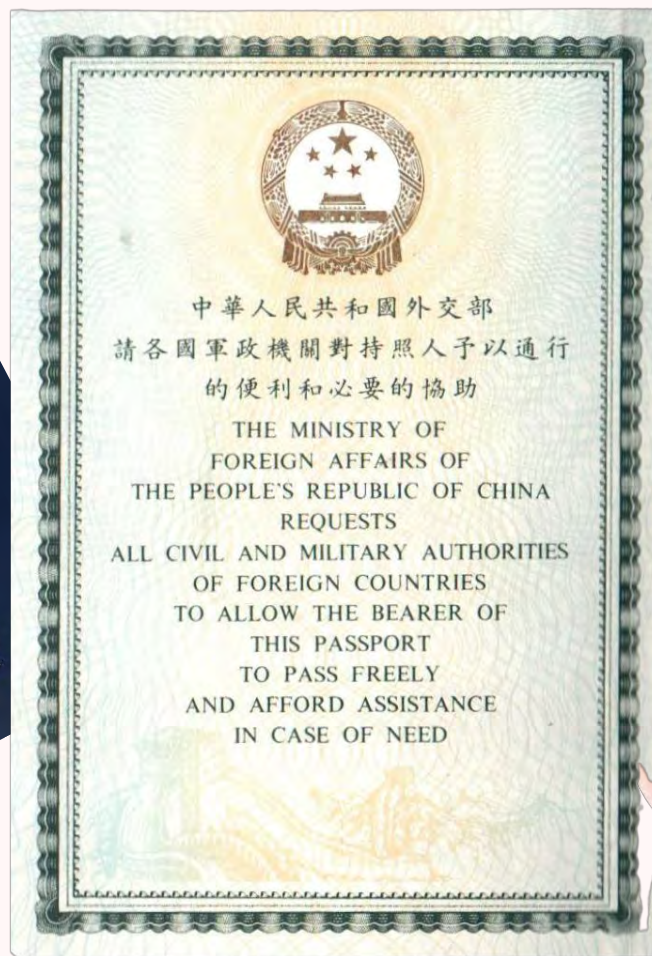 中華人民共和國外交部
請各國軍政機關對持照人予以通行
的便利和必要的協助
THE MINISTRY OF
FOREIGN AFFAIRS OF
THE PEOPLE'S REPUBLIC OF CHINA
REQUESTS
ALL CIVIL AND MILITARY AUTHORITIES
OF FOREIGN COUNTRIES
TO ALLOW THE BEARER OF
THIS PASSPORT
TO PASS FREELY
AND AFFORD ASSISTANCE
IN CASE OF NEED